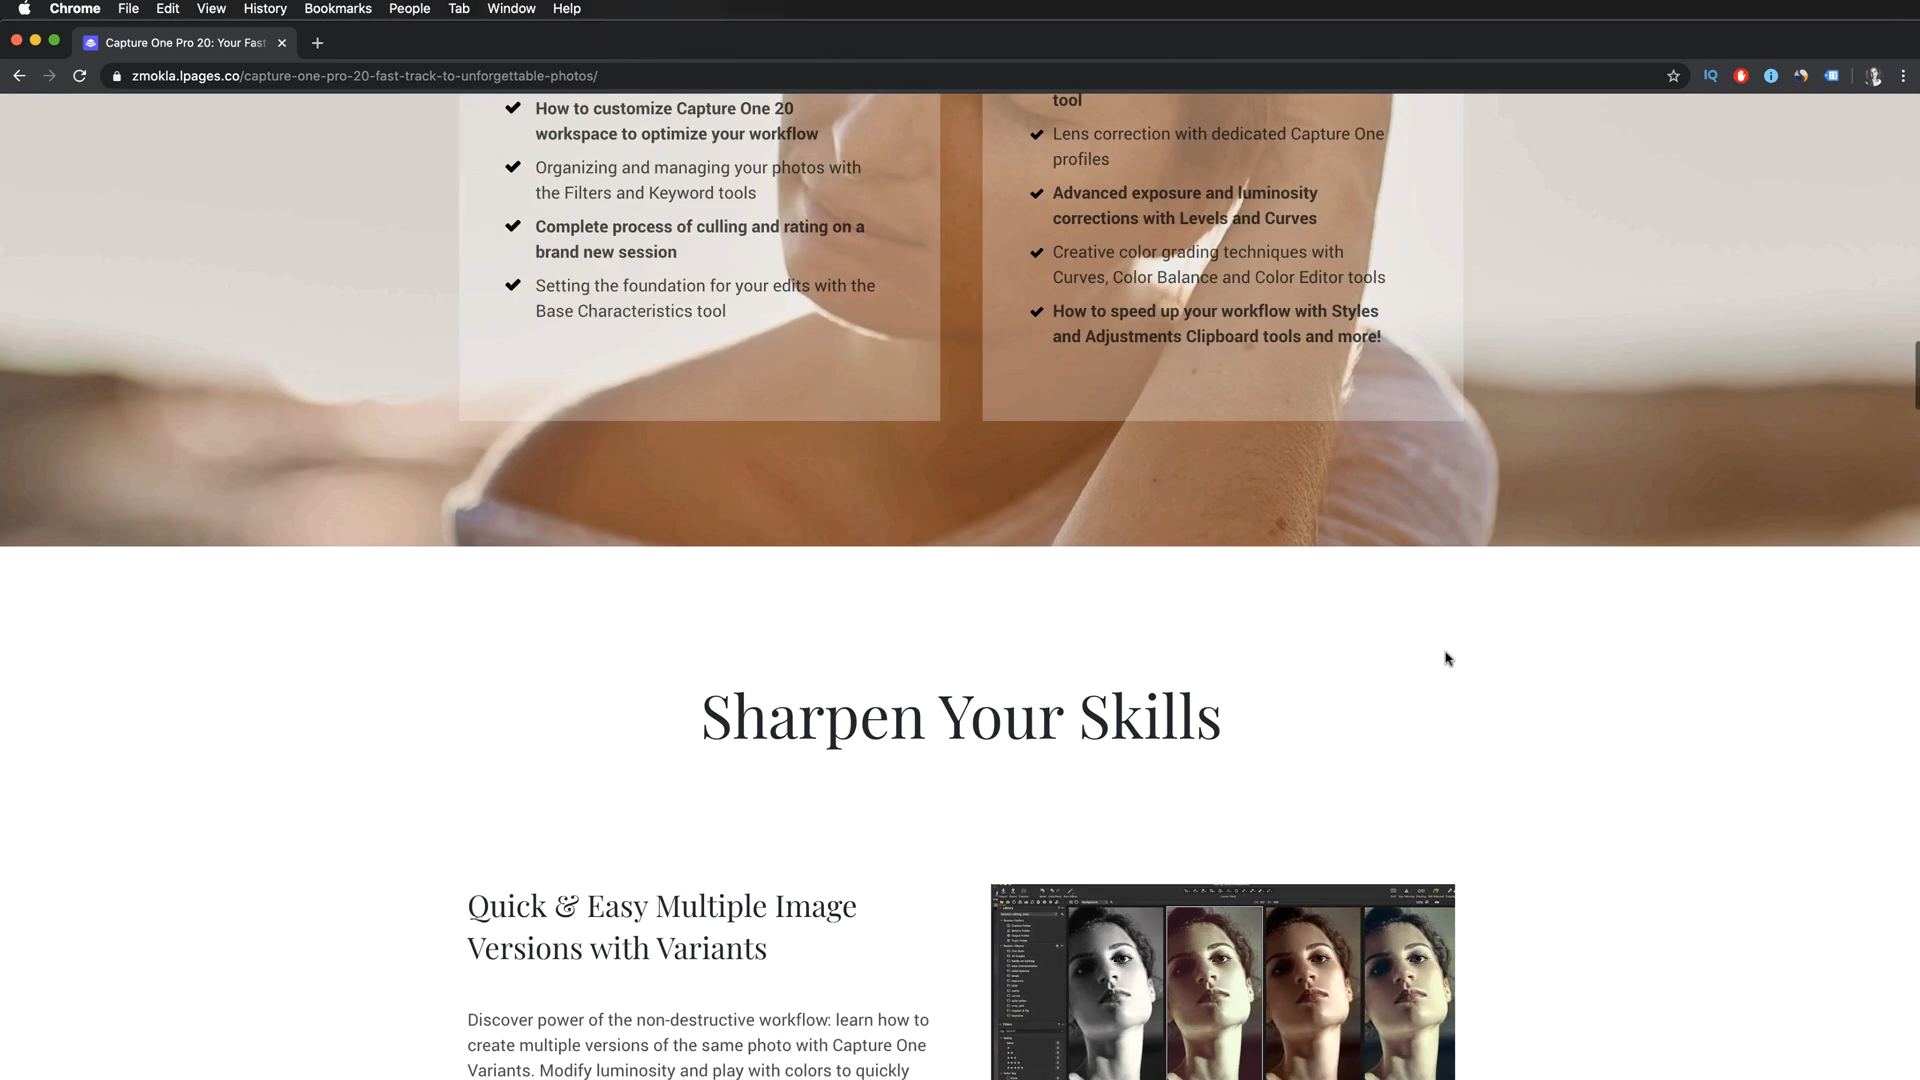 Chrome File Edit View History Bookmarks People Tab Window Help
Capture One Pro 20: Your Fast
zmokla.lpages.co/capture-one-pro-20-fast-track-to-unforgettable-photos/
IQ
How to customize Capture One 20
workspace to optimize your workflow
Organizing and managing your photos with
the Filters and Keyword tools
Complete process of culling and rating on a
brand new session
Setting the foundation for your edits with the
Base Characteristics tool
tool
Lens correction with dedicated Capture One
profiles
Advanced exposure and luminosity
corrections with Levels and Curves
Creative color grading techniques with
Curves, Color Balance and Color Editor tools
How to speed up your workflow with Styles
and Adjustments Clipboard tools and more!
Sharpen Your Skills
Quick & Easy Multiple Image
Versions with Variants
Discover power of the non-destructive workflow: learn how to
create multiple versions of the same photo with Capture One
Variants. Modify luminosity and play with colors to quickly